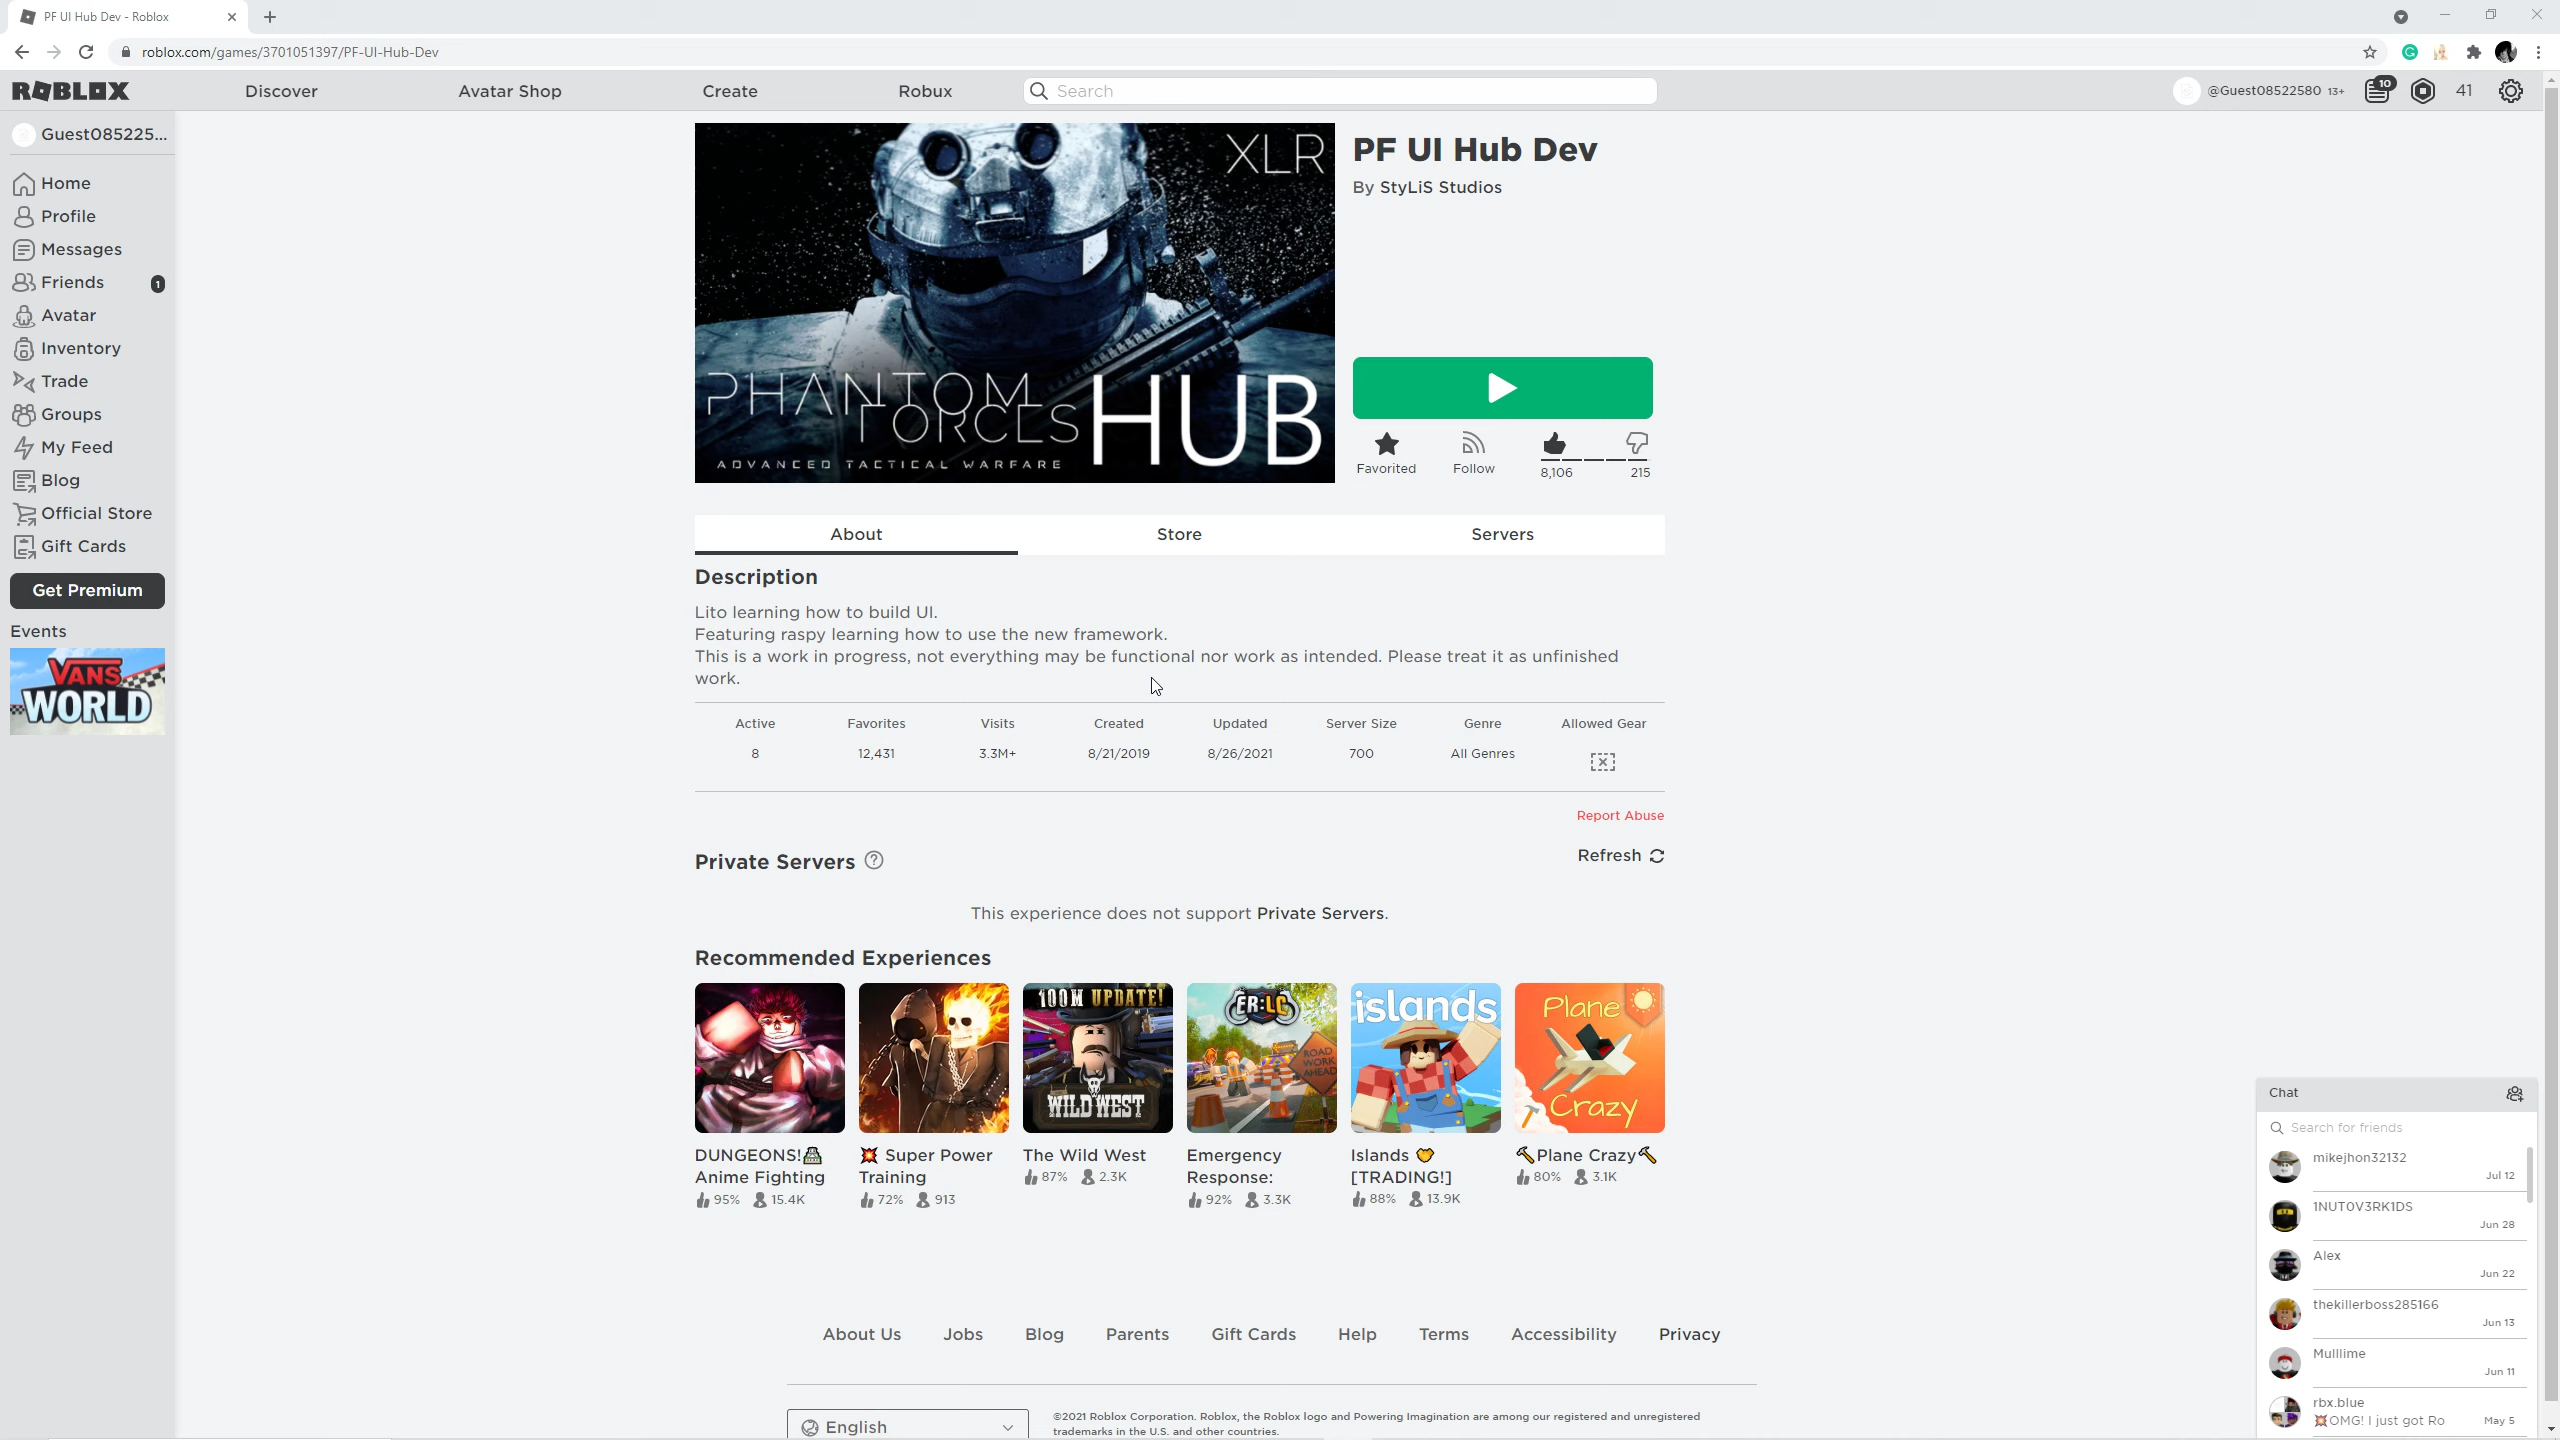 PF UI Hub Dev - Roblox
roblox.com/games/3701051397/PF-UI-Hub-Dev
ROBLOX
Discover
Avatar Shop
Create
Robux
Search
@Guest08522580 13+
10
41
Guest085225...
Home
Profile
Messages
Friends
1
Avatar
Inventory
Trade
Groups
My Feed
Blog
Official Store
Gift Cards
Get Premium
Events
VANS
WORLD
XLR
PHANTOM
FORCES
HUB
ADVANCED TACTICAL WARFARE
PF UI Hub Dev
By StyLiS Studios
Favorited
Follow
8,106
215
About
Store
Servers
Description
Lito learning how to build UI.
Featuring raspy learning how to use the new framework.
This is a work in progress, not everything may be functional nor work as intended. Please treat it as unfinished
work.
Active
Favorites
Visits
Created
Updated
Server Size
Genre
Allowed Gear
8
12,431
3.3M+
8/21/2019
8/26/2021
700
All Genres
Report Abuse
Private Servers
Refresh
This experience does not support Private Servers.
Recommended Experiences
100M UPDATE!
WILD WEST
ER:LC
ROAD
WORK
AHEAD
islands
Plane
Crazy
DUNGEONS!🚨
Anime Fighting
95% 15.4K
💥 Super Power
Training
72% 913
The Wild West
87% 2.3K
Emergency
Response:
92% 3.3K
Islands
[TRADING!]
88% 13.9K
🔨Plane Crazy🔨
80% 3.1K
About Us
Jobs
Blog
Parents
Gift Cards
Help
Terms
Accessibility
Privacy
English
©2021 Roblox Corporation. Roblox, the Roblox logo and Powering Imagination are among our registered and unregistered
trademarks in the U.S. and other countries.
Chat
Search for friends
mikejhon32132
Jul 12
1NUT0V3RK1DS
Jun 28
Alex
Jun 22
thekillerboss285166
Jun 13
Mulllime
Jun 11
rbx.blue
💥OMG! I just got Ro
May 5